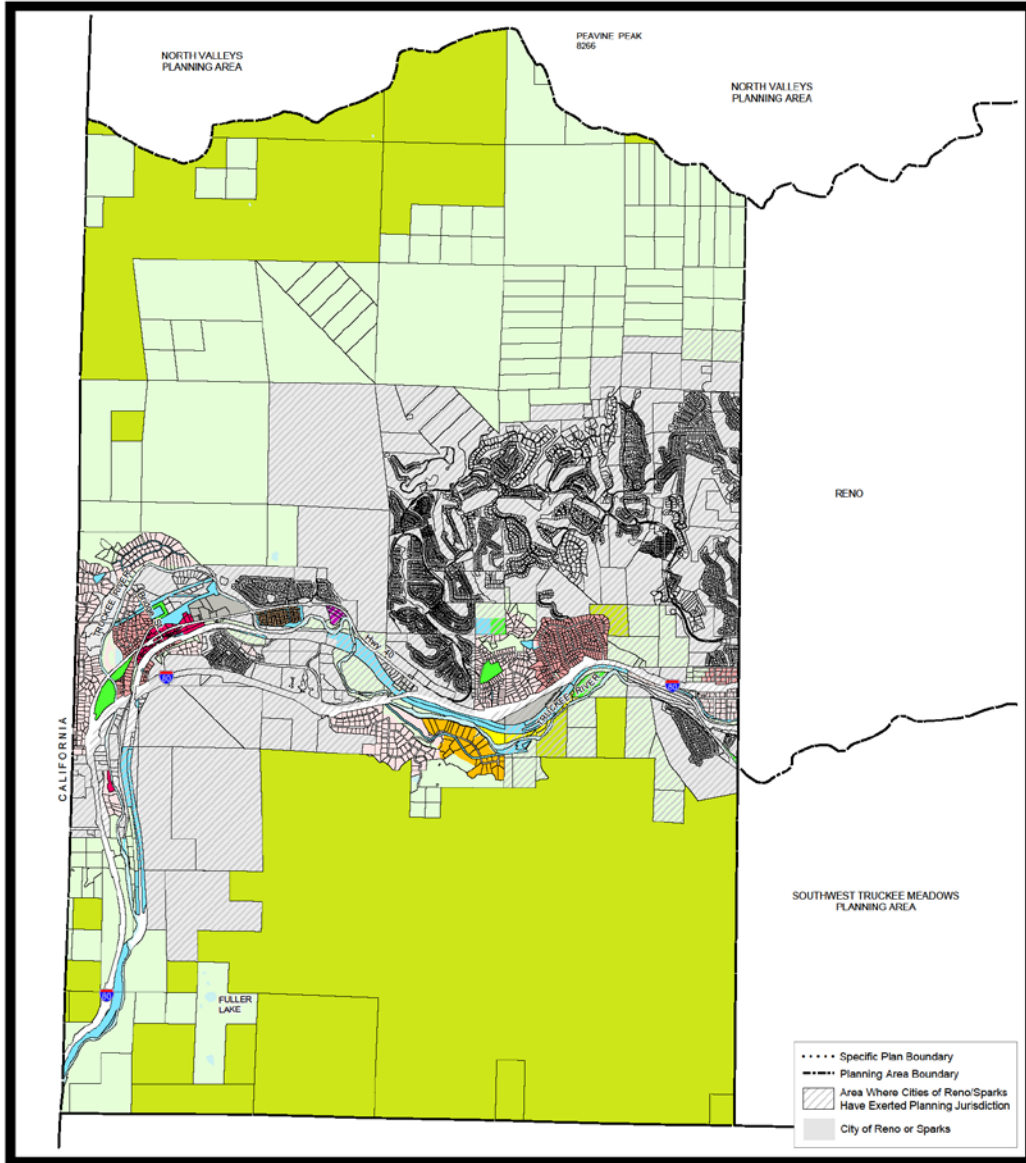 PEAVINE PEAK
8266
NORTH VALLEYS
PLANNING AREA
NORTH VALLEYS
PLANNING AREA
RENO
TRUCKEE RIVER
HWY 40
80
TRUCKEE RIVER
80
CALIFORNIA
SOUTHWEST TRUCKEE MEADOWS
PLANNING AREA
80
FULLER
LAKE
Specific Plan Boundary
Planning Area Boundary
Area Where Cities of Reno/Sparks
Have Exerted Planning Jurisdiction
City of Reno or Sparks